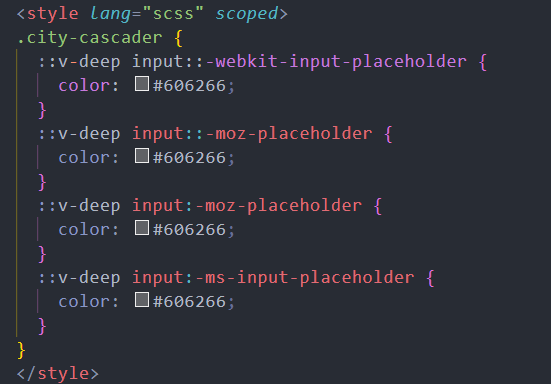 <style lang="scss" scoped>
.city-cascader {
  ::v-deep input::-webkit-input-placeholder {
    color: #606266;
  }
  ::v-deep input::-moz-placeholder {
    color: #606266;
  }
  ::v-deep input:-moz-placeholder {
    color: #606266;
  }
  ::v-deep input:-ms-input-placeholder {
    color: #606266;
  }
}
</style>